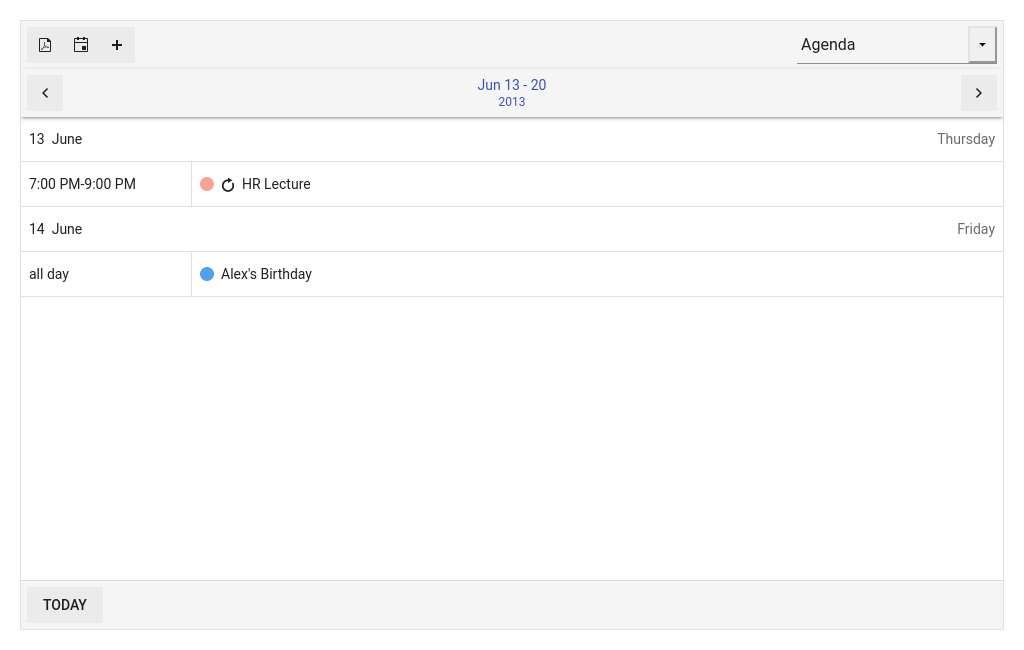 Agenda
Jun 13 - 20
2013
13 June Thursday
7:00 PM-9:00 PM HR Lecture
14 June Friday
all day Alex's Birthday
TODAY